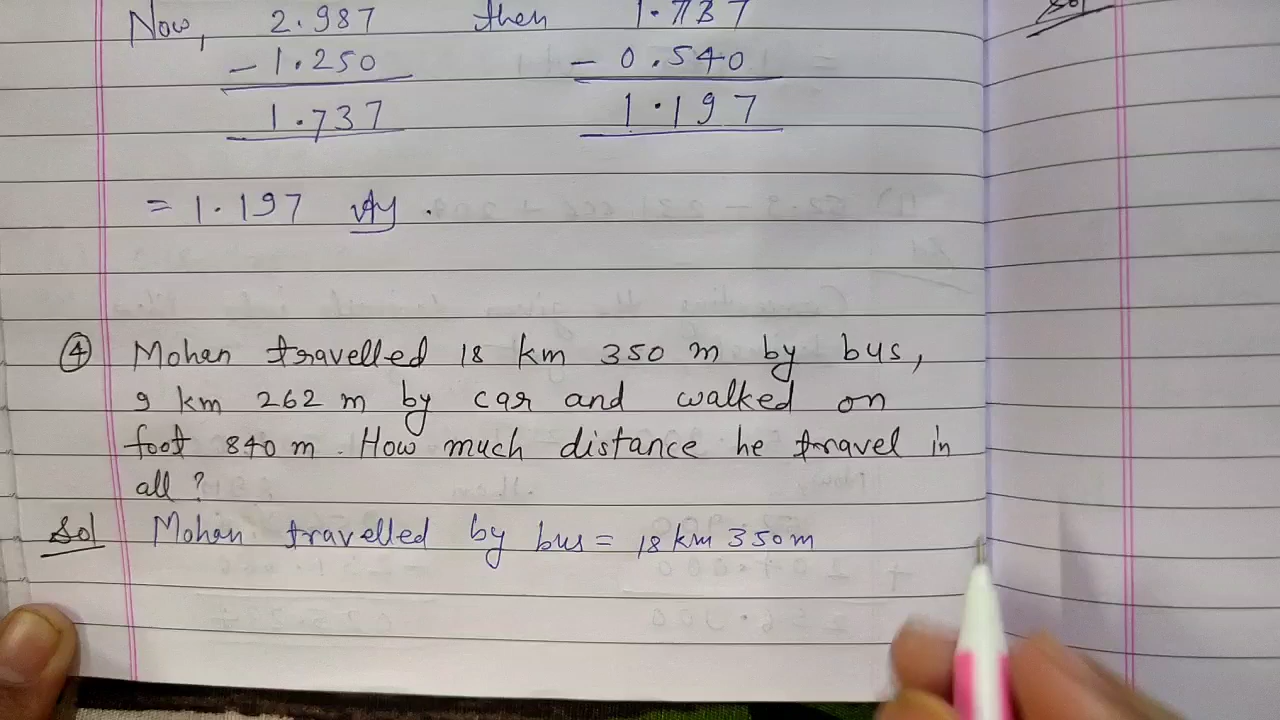 Now, 2.987 then 1.737
- 1.250 - 0.540
1.737 1.197
= 1.197
④ Mohan travelled 18 km 350 m by bus,
9 km 262 m by car and walked on
foot 840 m. How much distance he travel in
all?
Sol Mohan travelled by bus = 18 km 350 m
Sol